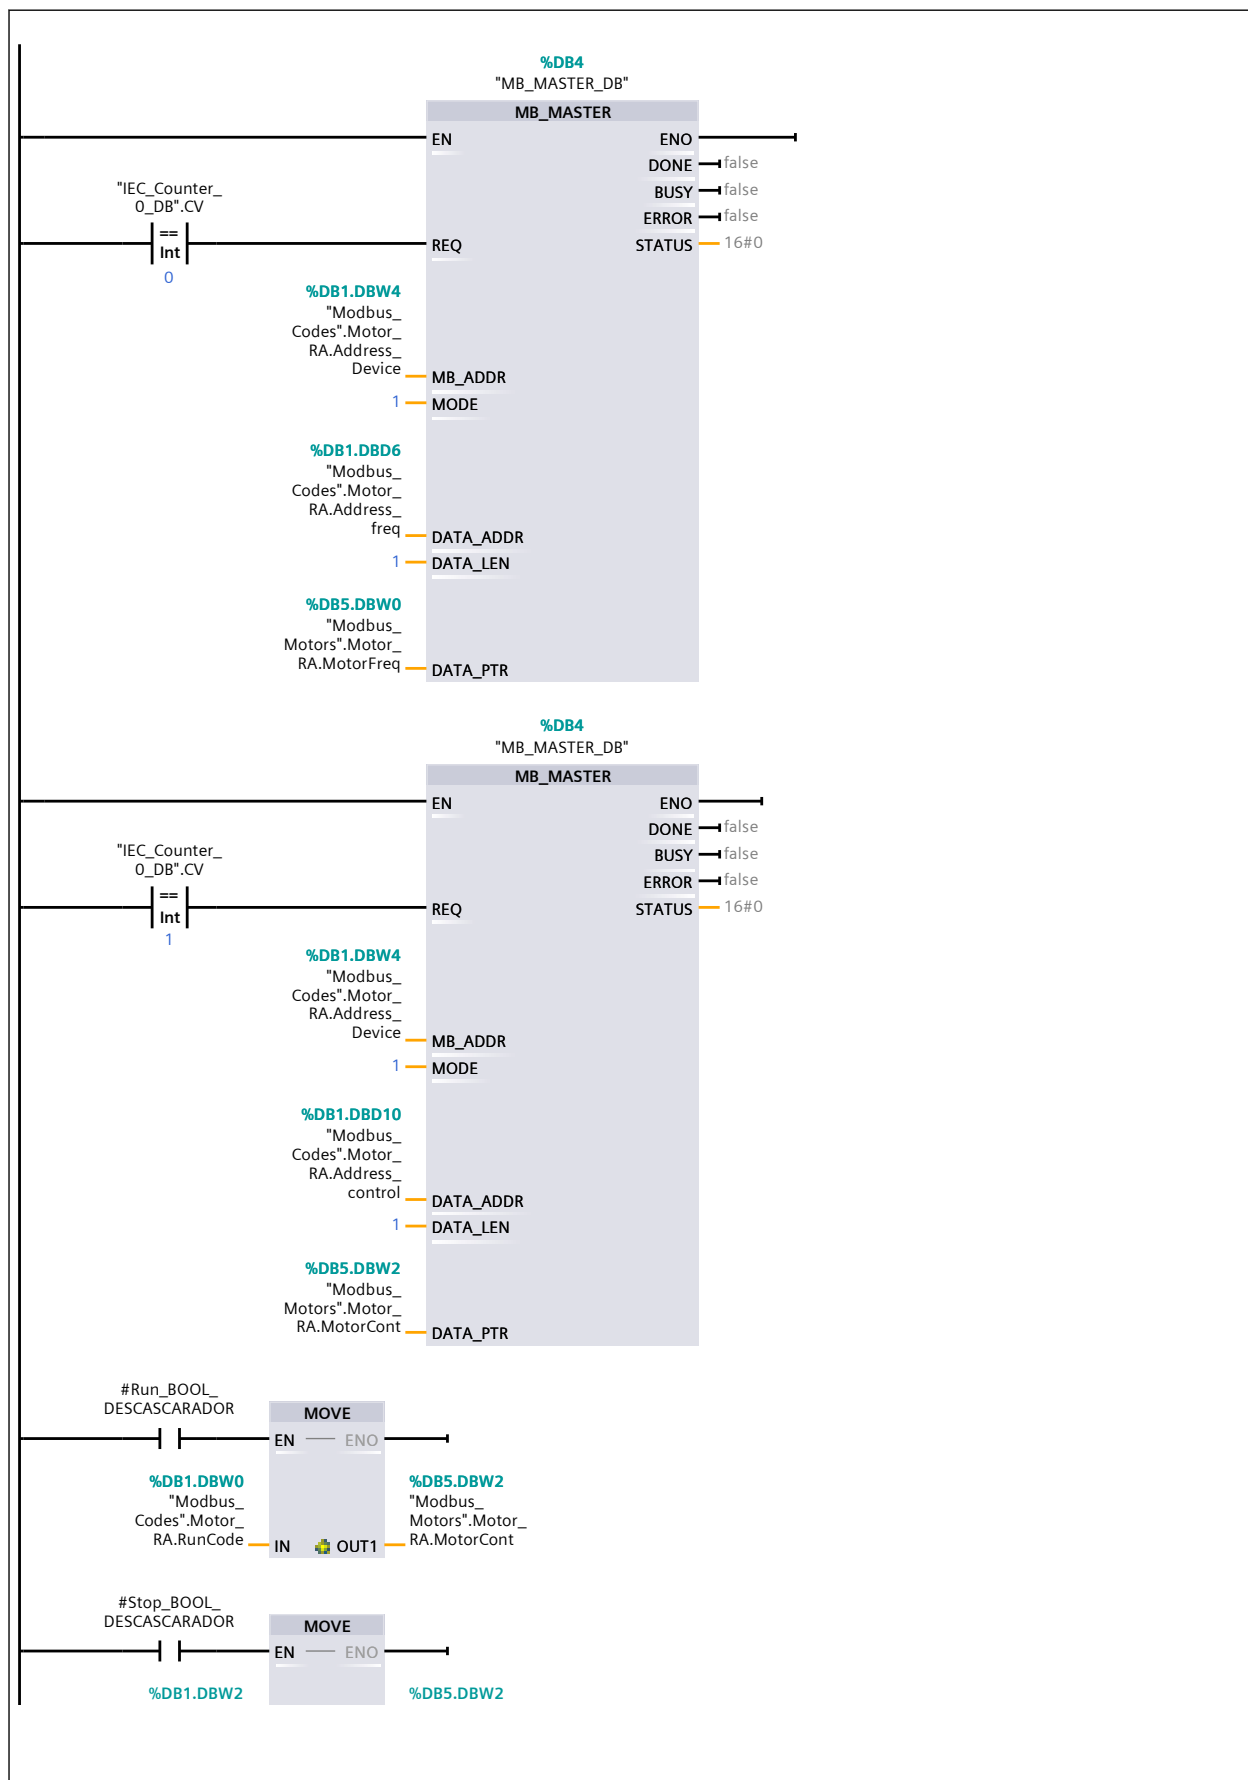 %DB4
"MB_MASTER_DB"
MB_MASTER
EN
ENO
DONE
false
BUSY
false
ERROR
false
"IEC_Counter_
0_DB".CV
==
Int
0
REQ
STATUS
16#0
%DB1.DBW4
"Modbus_
Codes".Motor_
RA.Address_
Device
MB_ADDR
1
MODE
%DB1.DBD6
"Modbus_
Codes".Motor_
RA.Address_
freq
DATA_ADDR
1
DATA_LEN
%DB5.DBW0
"Modbus_
Motors".Motor_
RA.MotorFreq
DATA_PTR
%DB4
"MB_MASTER_DB"
MB_MASTER
EN
ENO
DONE
false
BUSY
false
ERROR
false
"IEC_Counter_
0_DB".CV
==
Int
1
REQ
STATUS
16#0
%DB1.DBW4
"Modbus_
Codes".Motor_
RA.Address_
Device
MB_ADDR
1
MODE
%DB1.DBD10
"Modbus_
Codes".Motor_
RA.Address_
control
DATA_ADDR
1
DATA_LEN
%DB5.DBW2
"Modbus_
Motors".Motor_
RA.MotorCont
DATA_PTR
#Run_BOOL_
DESCASCARADOR
MOVE
EN
ENO
%DB1.DBW0
"Modbus_
Codes".Motor_
RA.RunCode
IN
OUT1
%DB5.DBW2
"Modbus_
Motors".Motor_
RA.MotorCont
#Stop_BOOL_
DESCASCARADOR
MOVE
EN
ENO
%DB1.DBW2
%DB5.DBW2